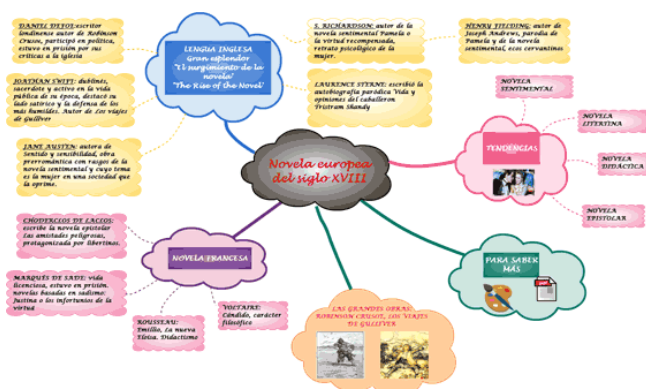 DANIEL DEFOE: escritor
londinense autor de Robinson
Crusoe, participó en política,
estuvo en prisión por sus
críticas a la iglesia
LENGUA INGLESA
Gran esplendor
"El surgimiento de la
novela"
"The Rise of the Novel"
S. RICHARDSON: autor de la
novela sentimental Pamela o
la virtud recompensada,
retrato psicológico de la
mujer.
HENRY FIELDING: autor de
Joseph Andrews, parodia de
Pamela y de la novela
sentimental, ecos cervantinos
JOATHAN SWIFT: dublinés,
sacerdote y activo en la vida
pública de su época, destacó su
lado satírico y la defensa de los
más humildes. Autor de Los viajes
de Gulliver
LAURENCE STERNE: escribió la
autobiografía paródica Vida y
opiniones del caballeron
Tristram Shandy
JANE AUSTEN: autora de
Sentido y sensibilidad, obra
prerromántica con rasgos de la
novela sentimental y cuyo tema
es la mujer en una sociedad que
la oprime.
Novela europea
del siglo XVIII
TENDENCIAS
NOVELA
SENTIMENTAL
NOVELA
LIBERTINA
NOVELA
DIDÁCTICA
NOVELA
EPISTOLAR
CHODERLOS DE LACLOS:
escribe la novela epistolar
Las amistades peligrosas,
protagonizada por libertinos.
NOVELA FRANCESA
MARQUÉS DE SADE: vida
licenciosa, estuvo en prisión.
novelas basadas en sadismo:
Justina o los infortunios de la
virtud
ROUSSEAU:
Emilio, La nueva
Eloísa. Didactismo
VOLTAIRE:
Cándido, carácter
filosófico
PARA SABER
MÁS
LAS GRANDES OBRAS:
ROBINSON CRUSOE, LOS VIAJES
DE GULLIVER